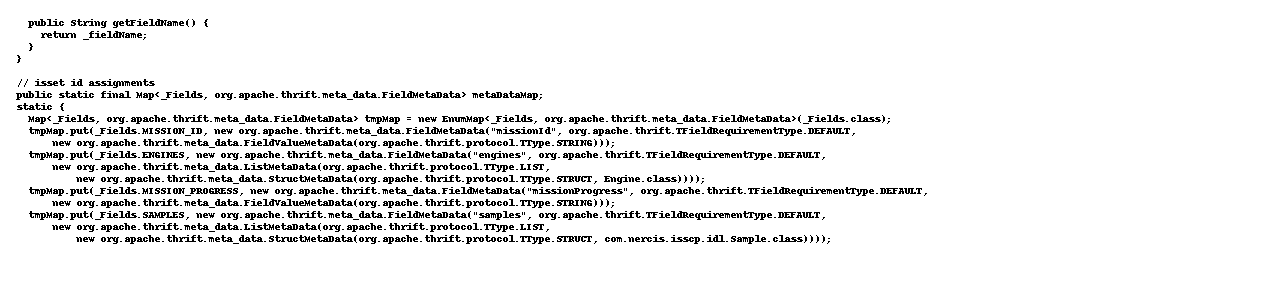 public String getFieldName() {
return _fieldName;
}
}
// isset id assignments
public static final Map<_Fields, org.apache.thrift.meta_data.FieldMetaData> metaDataMap;
static {
Map<_Fields, org.apache.thrift.meta_data.FieldMetaData> tmpMap = new EnumMap<_Fields, org.apache.thrift.meta_data.FieldMetaData>(_Fields.class);
tmpMap.put(_Fields.MISSION_ID, new org.apache.thrift.meta_data.FieldMetaData("missionId", org.apache.thrift.TFieldRequirementType.DEFAULT,
new org.apache.thrift.meta_data.FieldValueMetaData(org.apache.thrift.protocol.TType.STRING)));
tmpMap.put(_Fields.ENGINES, new org.apache.thrift.meta_data.FieldMetaData("engines", org.apache.thrift.TFieldRequirementType.DEFAULT,
new org.apache.thrift.meta_data.ListMetaData(org.apache.thrift.protocol.TType.LIST,
new org.apache.thrift.meta_data.StructMetaData(org.apache.thrift.protocol.TType.STRUCT, Engine.class))));
tmpMap.put(_Fields.MISSION_PROGRESS, new org.apache.thrift.meta_data.FieldMetaData("missionProgress", org.apache.thrift.TFieldRequirementType.DEFAULT,
new org.apache.thrift.meta_data.FieldValueMetaData(org.apache.thrift.protocol.TType.STRING)));
tmpMap.put(_Fields.SAMPLES, new org.apache.thrift.meta_data.FieldMetaData("samples", org.apache.thrift.TFieldRequirementType.DEFAULT,
new org.apache.thrift.meta_data.ListMetaData(org.apache.thrift.protocol.TType.LIST,
new org.apache.thrift.meta_data.StructMetaData(org.apache.thrift.protocol.TType.STRUCT, com.nercis.isscp.idl.Sample.class))));